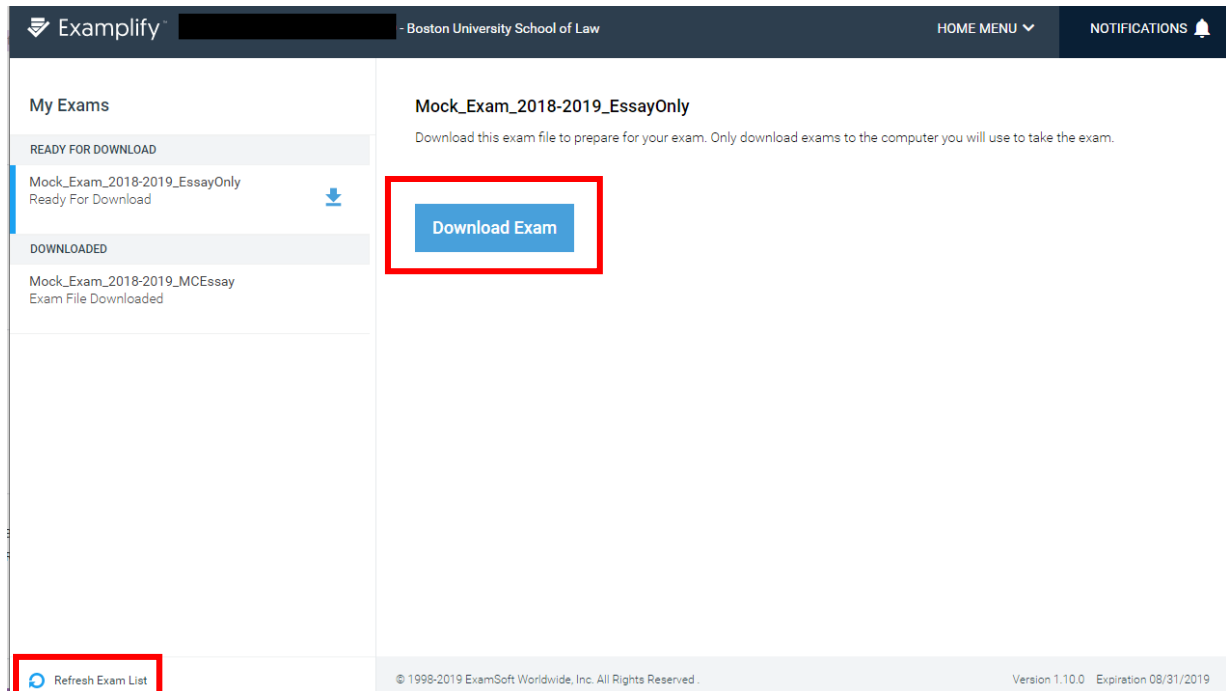 Examplify
- Boston University School of Law
HOME MENU
NOTIFICATIONS
My Exams
READY FOR DOWNLOAD
Mock_Exam_2018-2019_EssayOnly
Ready For Download
DOWNLOADED
Mock_Exam_2018-2019_MCEssay
Exam File Downloaded
Refresh Exam List
Mock_Exam_2018-2019_EssayOnly
Download this exam file to prepare for your exam. Only download exams to the computer you will use to take the exam.
Download Exam
© 1998-2019 ExamSoft Worldwide, Inc. All Rights Reserved .
Version 1.10.0 Expiration 08/31/2019